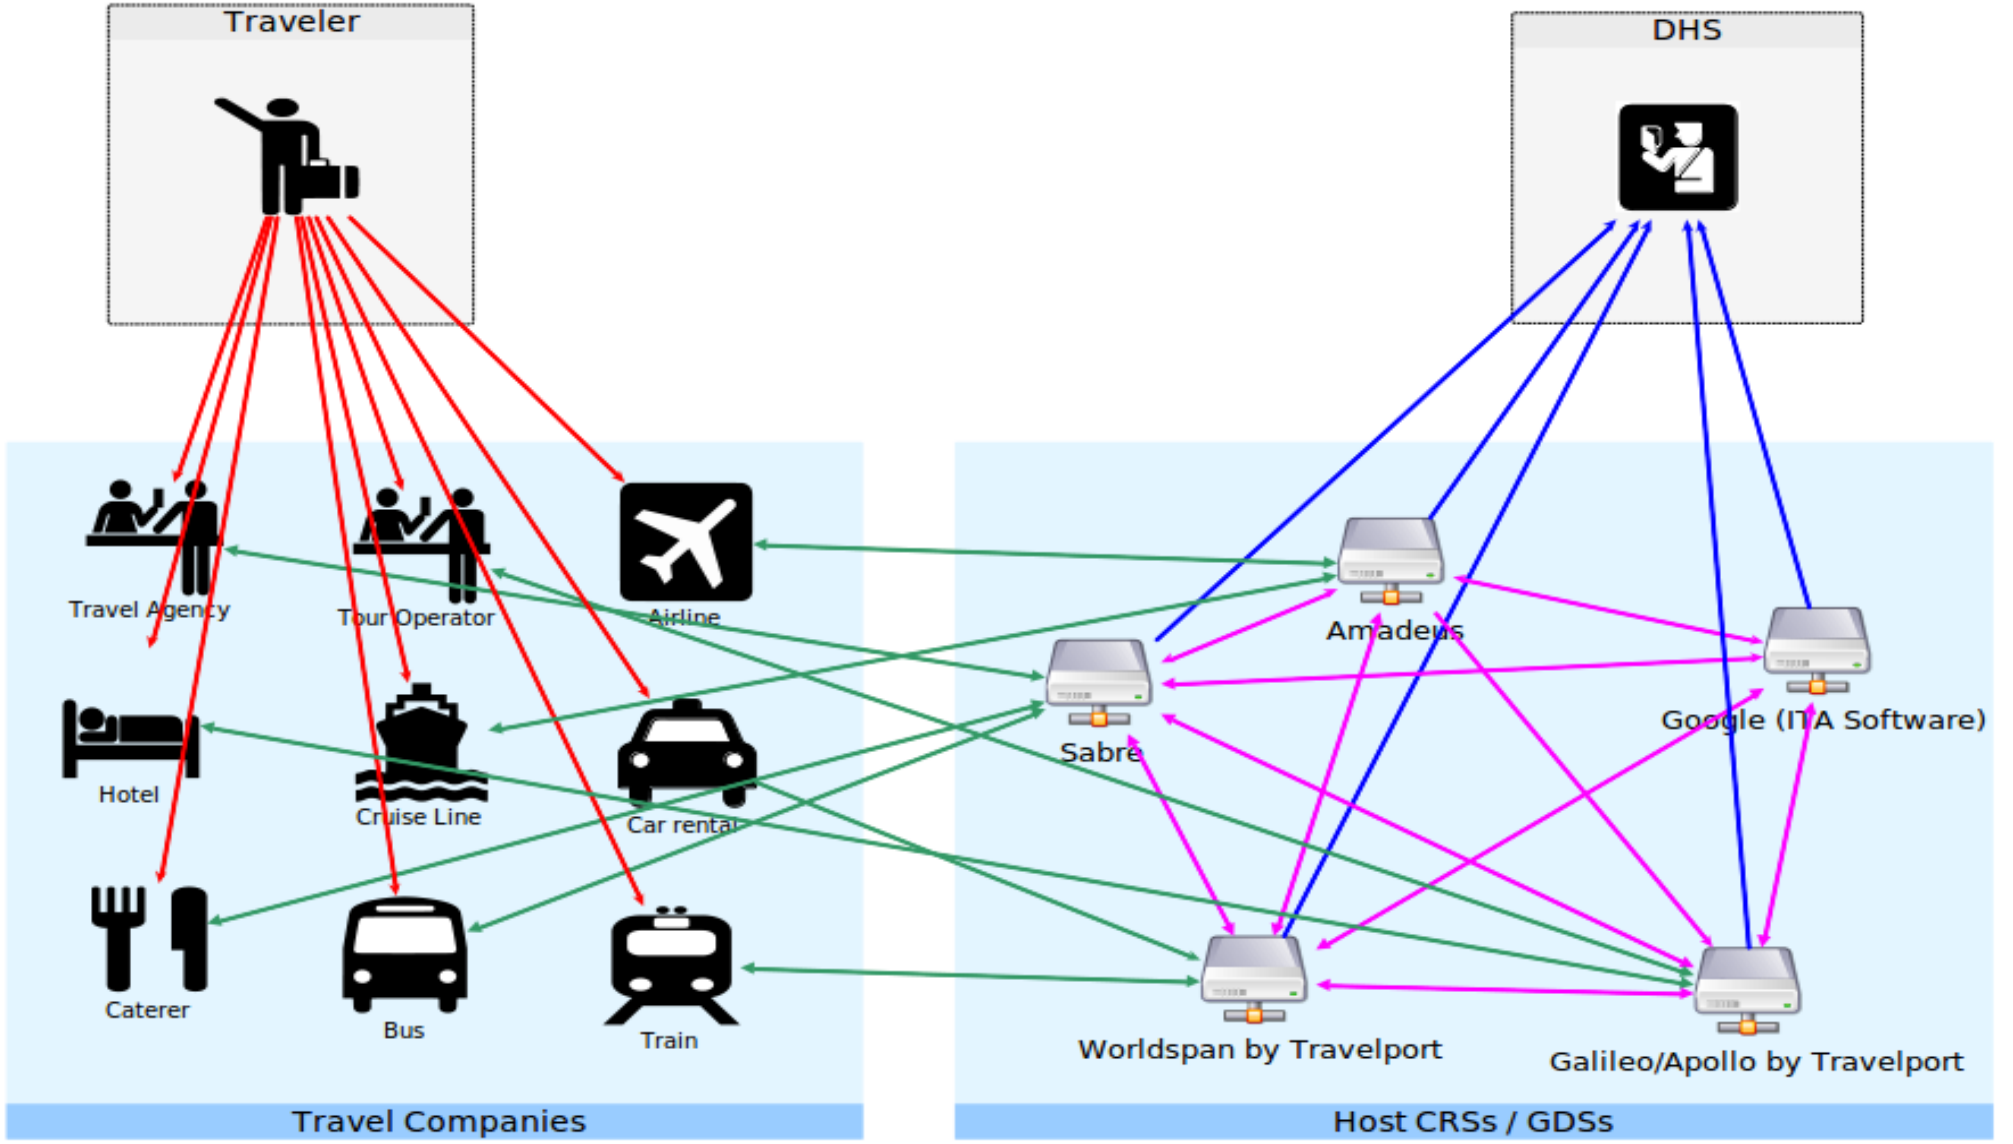 Traveler
DHS
Travel Agency
Tour Operator
Airline
Amadeus
Google (ITA Software)
Sabre
Hotel
Cruise Line
Car rental
Caterer
Bus
Train
Worldspan by Travelport
Galileo/Apollo by Travelport
Travel Companies
Host CRSs / GDSs